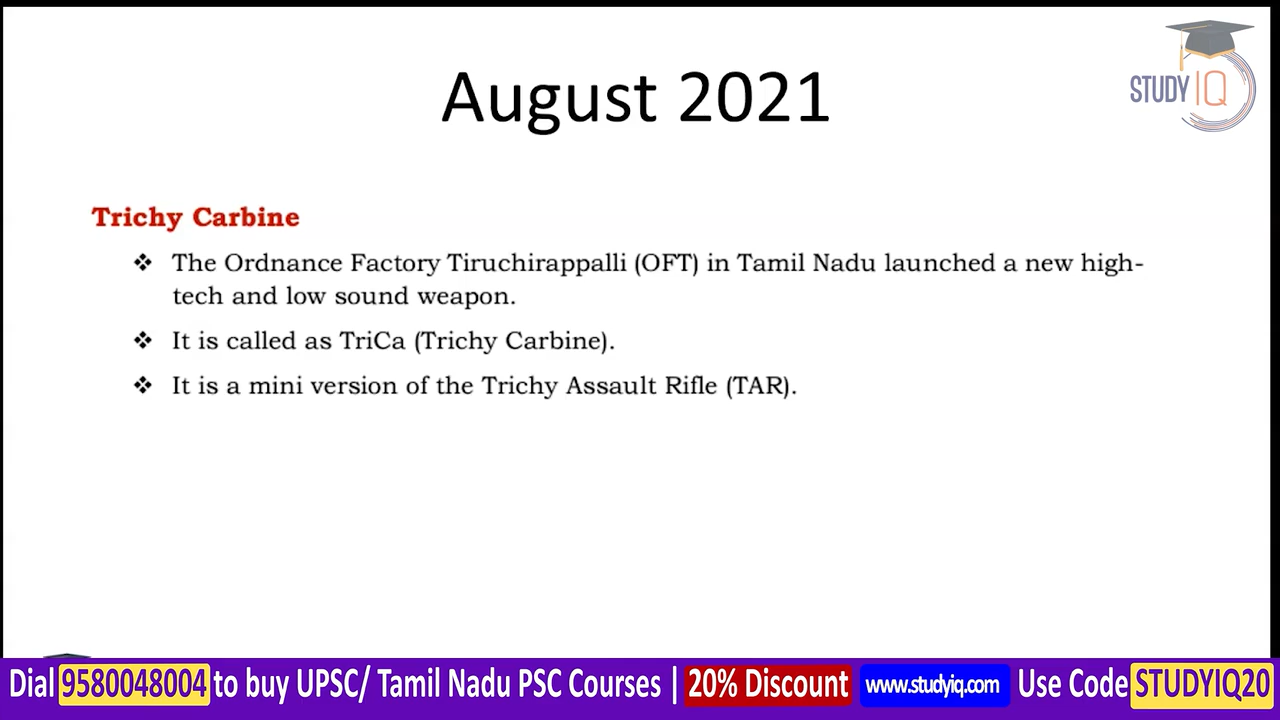 August 2021
STUDY IQ
Trichy Carbine
❖ The Ordnance Factory Tiruchirappalli (OFT) in Tamil Nadu launched a new high-
tech and low sound weapon.
❖ It is called as TriCa (Trichy Carbine).
❖ It is a mini version of the Trichy Assault Rifle (TAR).
Dial 9580048004 to buy UPSC/ Tamil Nadu PSC Courses | 20% Discount www.studyiq.com Use Code STUDYIQ20